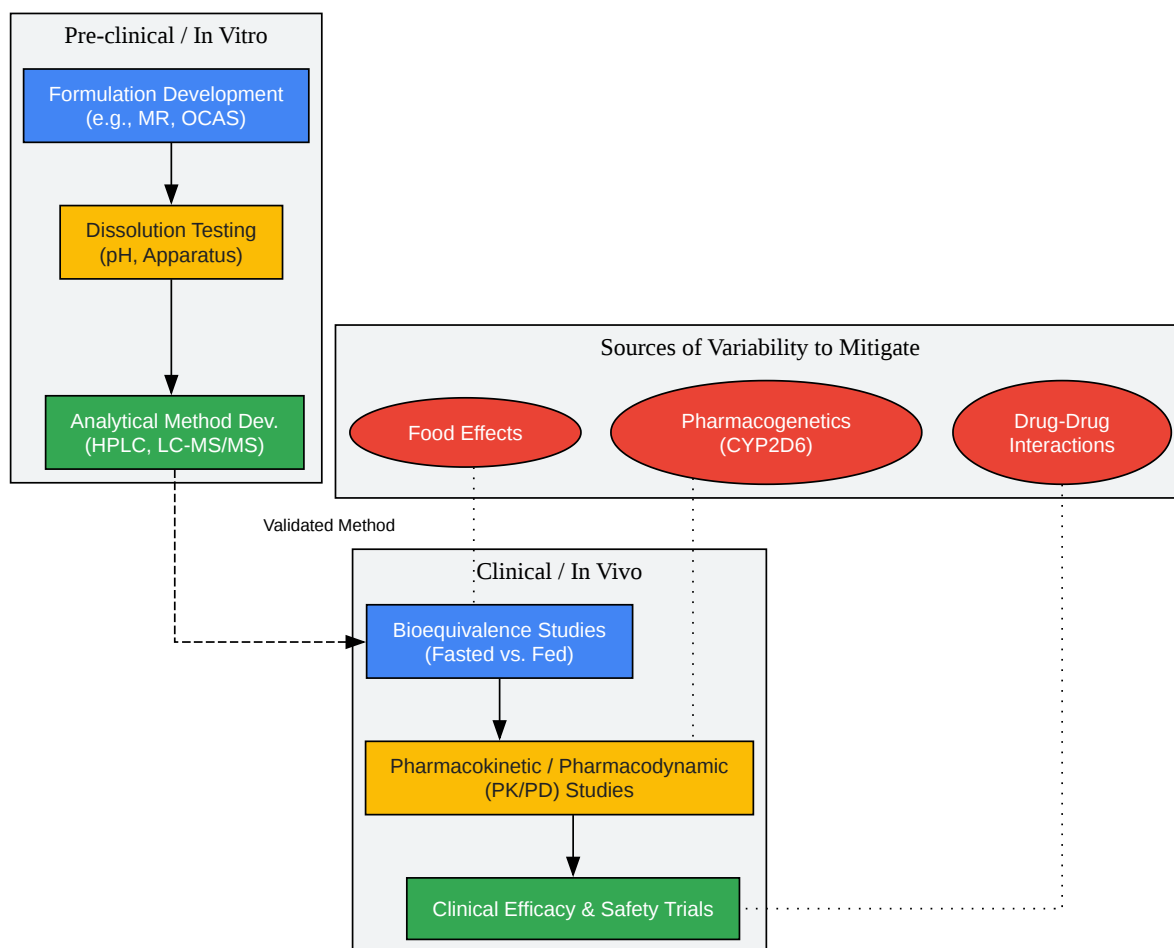 Pre-clinical / In Vitro
Formulation Development
(e.g., MR, OCAS)
Dissolution Testing
(pH, Apparatus)
Analytical Method Dev.
(HPLC, LC-MS/MS)
Sources of Variability to Mitigate
Food Effects
Pharmacogenetics
(CYP2D6)
Drug-Drug
Interactions
Validated Method
Clinical / In Vivo
Bioequivalence Studies
(Fasted vs. Fed)
Pharmacokinetic / Pharmacodynamic
(PK/PD) Studies
Clinical Efficacy & Safety Trials